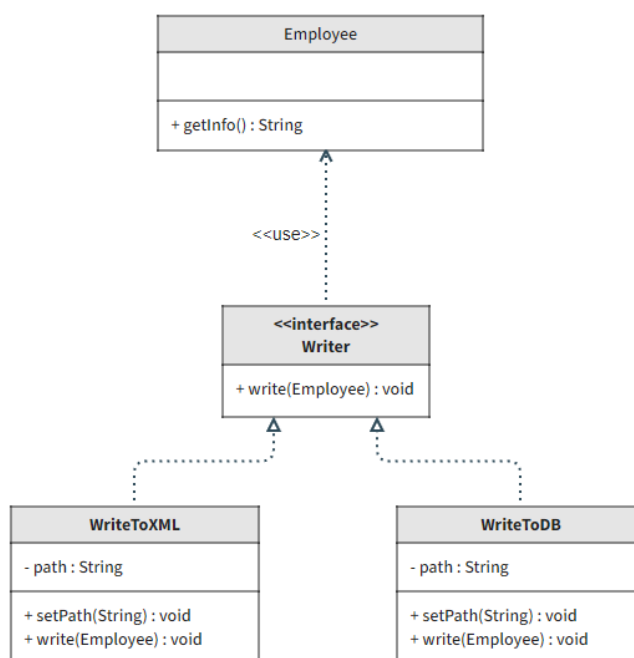 Employee
+ getInfo() : String
<<use>>
<<interface>>
Writer
+ write(Employee) : void
WriteToXML
- path : String
+ setPath(String) : void
+ write(Employee) : void
WriteToDB
- path : String
+ setPath(String) : void
+ write(Employee) : void